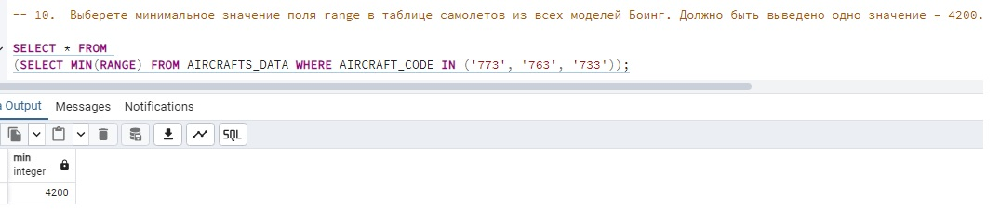 -- 10.  Выберете минимальное значение поля range в таблице самолетов из всех моделей Боинг. Должно быть выведено одно значение – 4200.
SELECT * FROM
(SELECT MIN(RANGE) FROM AIRCRAFTS_DATA WHERE AIRCRAFT_CODE IN ('773', '763', '733'));
a Output Messages Notifications
SQL
min
integer
4200